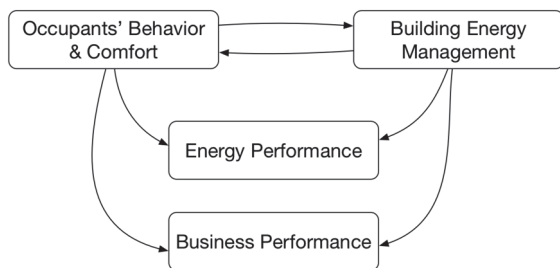 Occupants' Behavior
& Comfort
Building Energy
Management
Energy Performance
Business Performance